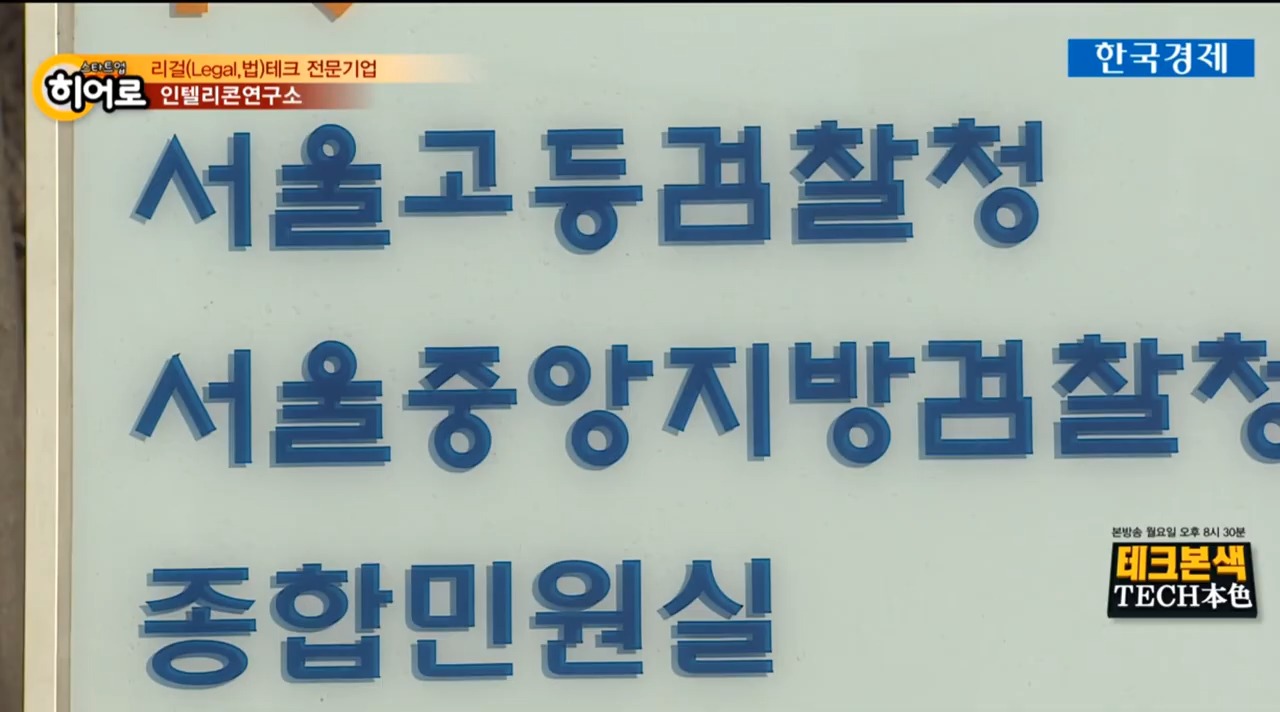 스타트업
히어로
리걸(Legal,법)테크 전문기업
인텔리콘연구소
한국경제
서울고등검찰청
서울중앙지방검찰청
종합민원실
본방송 월요일 오후 8시 30분
테크본색
TECH本色